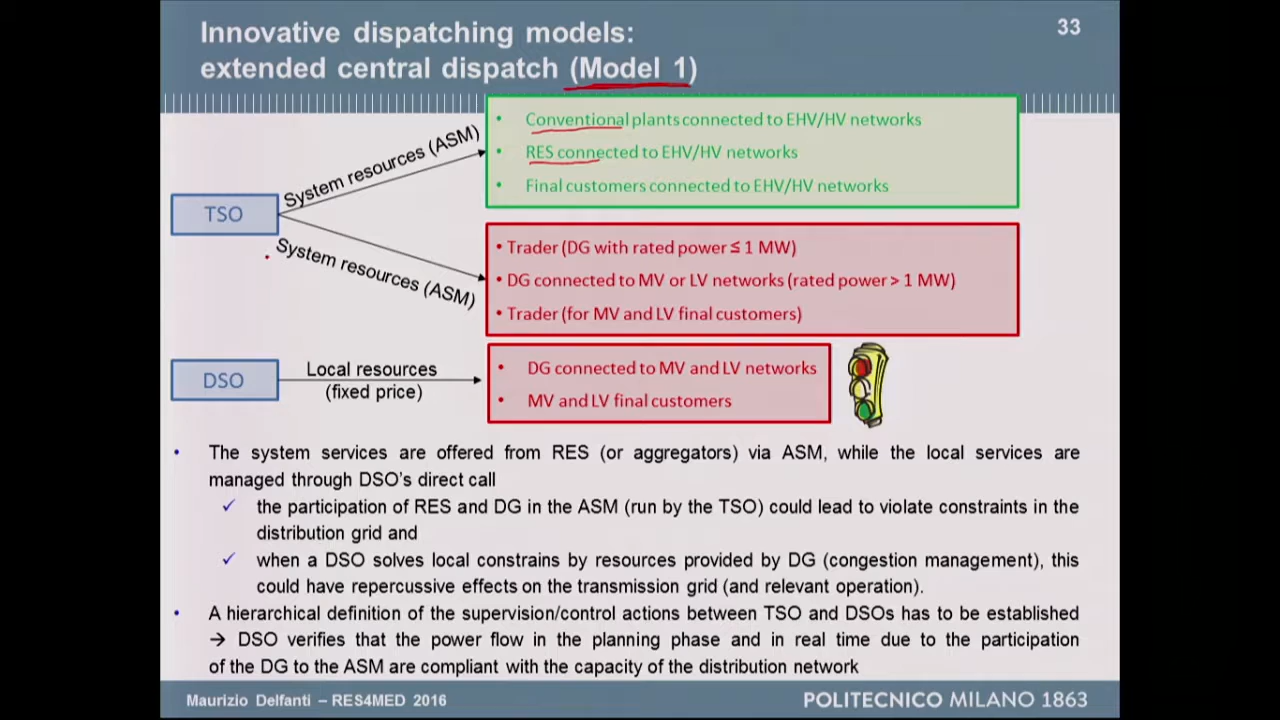 Innovative dispatching models:
33
extended central dispatch (Model 1)
• Conventional plants connected to EHV/HV networks
System resources (ASM)
• RES connected to EHV/HV networks
• Final customers connected to EHV/HV networks
TSO
System resources (ASM)
• Trader (DG with rated power ≤ 1 MW)
• DG connected to MV or LV networks (rated power > 1 MW)
• Trader (for MV and LV final customers)
DSO
Local resources
(fixed price)
• DG connected to MV and LV networks
• MV and LV final customers
• The system services are offered from RES (or aggregators) via ASM, while the local services are
managed through DSO's direct call
✓ the participation of RES and DG in the ASM (run by the TSO) could lead to violate constraints in the
distribution grid and
✓ when a DSO solves local constrains by resources provided by DG (congestion management), this
could have repercussive effects on the transmission grid (and relevant operation).
• A hierarchical definition of the supervision/control actions between TSO and DSOs has to be established
→ DSO verifies that the power flow in the planning phase and in real time due to the participation
of the DG to the ASM are compliant with the capacity of the distribution network
Maurizio Delfanti – RES4MED 2016
POLITECNICO MILANO 1863